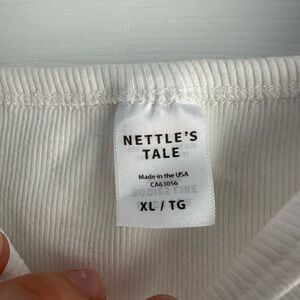 NETTLE'S
TALE
Made in the USA
CA63056
XL / TG